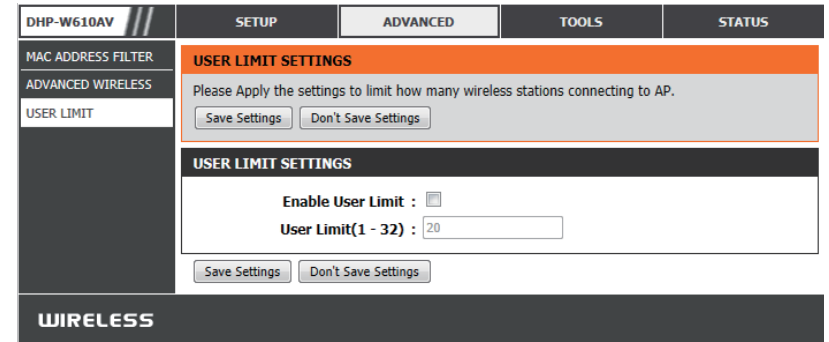 DHP-W610AV SETUP ADVANCED TOOLS STATUS
MAC ADDRESS FILTER
ADVANCED WIRELESS
USER LIMIT
USER LIMIT SETTINGS
Please Apply the settings to limit how many wireless stations connecting to AP.
Save Settings Don't Save Settings
USER LIMIT SETTINGS
Enable User Limit :
User Limit(1 - 32) : 20
Save Settings Don't Save Settings
WIRELESS